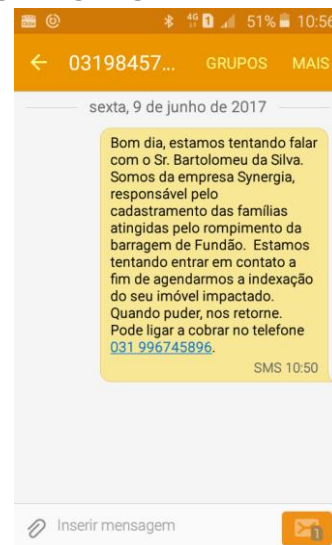 4G 1 51% 10:56
03198457... GRUPOS MAIS
sexta, 9 de junho de 2017
Bom dia, estamos tentando falar
com o Sr. Bartolomeu da Silva.
Somos da empresa Synergia,
responsável pelo
cadastramento das famílias
atingidas pelo rompimento da
barragem de Fundão. Estamos
tentando entrar em contato a
fim de agendarmos a indexação
do seu imóvel impactado.
Quando puder, nos retorne.
Pode ligar a cobrar no telefone
031 996745896.
SMS 10:50
Inserir mensagem
1